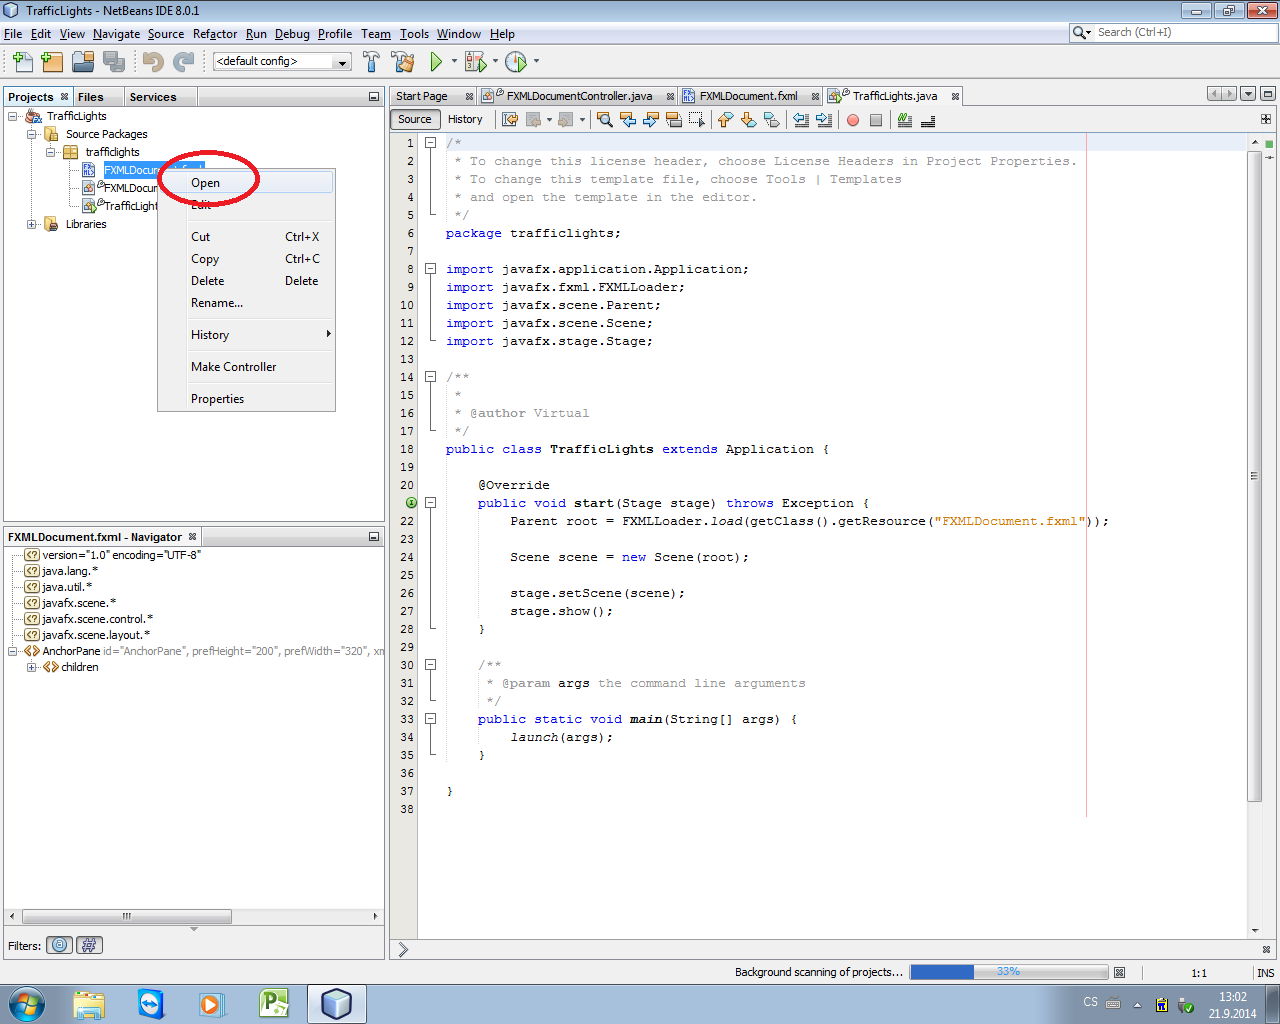 TrafficLights - NetBeans IDE 8.0.1
File Edit View Navigate Source Refactor Run Debug Profile Team Tools Window Help
Search (Ctrl+I)
<default config>
Projects Files Services
TrafficLights
Source Packages
trafficlights
FXMLDocu
FXMLDocu
TrafficLight
Libraries
Open
Edit
Cut Ctrl+X
Copy Ctrl+C
Delete Delete
Rename...
History
Make Controller
Properties
FXMLDocument.fxml - Navigator
version="1.0" encoding="UTF-8"
java.lang.*
java.util.*
javafx.scene.*
javafx.scene.control.*
javafx.scene.layout.*
AnchorPane id="AnchorPane", prefHeight="200", prefWidth="320", xm
children
Filters:
Start Page FXMLDocumentController.java FXMLDocument.fxml TrafficLights.java
Source History
1 /*
2 * To change this license header, choose License Headers in Project Properties.
3 * To change this template file, choose Tools | Templates
4 * and open the template in the editor.
5 */
6 package trafficlights;
7
8 import javafx.application.Application;
9 import javafx.fxml.FXMLLoader;
10 import javafx.scene.Parent;
11 import javafx.scene.Scene;
12 import javafx.stage.Stage;
13
14 /**
15 *
16 * @author Virtual
17 */
18 public class TrafficLights extends Application {
19
20 @Override
public void start(Stage stage) throws Exception {
22 Parent root = FXMLLoader.load(getClass().getResource("FXMLDocument.fxml"));
23
24 Scene scene = new Scene(root);
25
26 stage.setScene(scene);
27 stage.show();
28 }
29
30 /**
31 * @param args the command line arguments
32 */
33 public static void main(String[] args) {
34 launch(args);
35 }
36
37 }
38
Background scanning of projects... 33% 1:1 INS
CS 13:02
21.9.2014